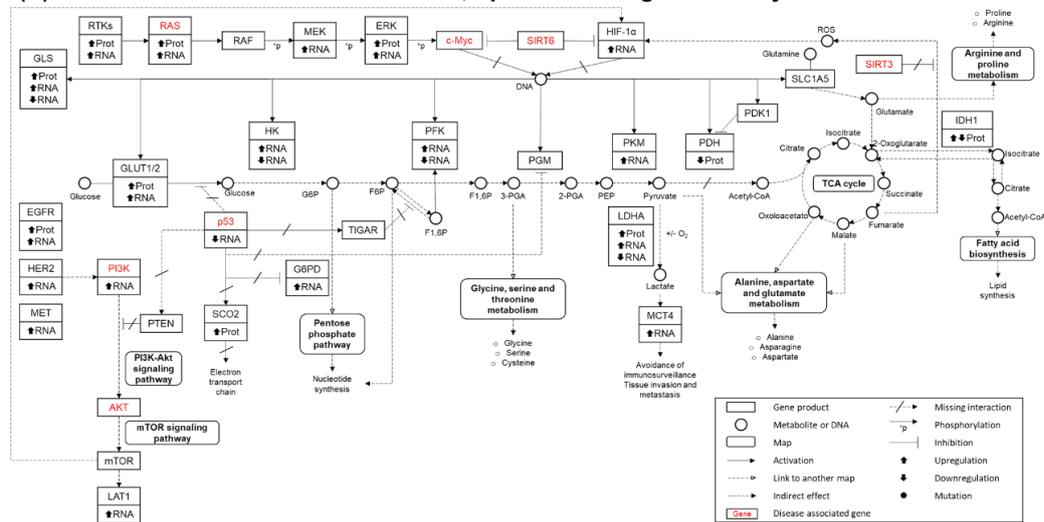 RTKs
⬆Prot
⬆RNA
RAS
⬆Prot
⬆RNA
RAF
+p
MEK
⬆RNA
+p
ERK
⬆Prot
⬆RNA
+p
c-Myc
SIRT6
HIF-1α
⬆RNA
ROS
Glutamine
SLC1A5
SIRT3
Proline
Arginine
Arginine and
proline
metabolism
GLS
⬆Prot
⬆RNA
⬇RNA
DNA
Glutamate
HK
⬆RNA
⬇RNA
PFK
⬆RNA
⬇RNA
PGM
PKM
⬆RNA
PDH
⬇Prot
PDK1
IDH1
⬆⬇Prot
Isocitrate
2-Oxoglutarate
Citrate
Isocitrate
Citrate
Acetyl-CoA
TCA cycle
Succinate
Fumarate
Malate
Oxoloacetato
Fatty acid
biosynthesis
Lipid
synthesis
GLUT1/2
⬆Prot
⬆RNA
Glucose
Glucose
G6P
F6P
F1,6P
F1,6P
3-PGA
2-PGA
PEP
Pyruvate
Acetyl-CoA
EGFR
⬆Prot
⬆RNA
p53
⬇RNA
TIGAR
LDHA
⬆Prot
⬆RNA
⬇RNA
+/- O₂
Lactate
HER2
⬆RNA
PI3K
⬆RNA
G6PD
⬆RNA
Glycine, serine and
threonine
metabolism
Glycine
Serine
Cysteine
Alanine, aspartate
and glutamate
metabolism
Alanine
Asparagine
Aspartate
MET
⬆RNA
PTEN
SCO2
⬆Prot
Electron
transport
chain
Pentose
phosphate
pathway
Nucleotide
synthesis
MCT4
⬆RNA
Avoidance of
immunosurveillance
Tissue invasion and
metastasis
PI3K-Akt
signaling
pathway
AKT
mTOR signaling
pathway
mTOR
LAT1
⬆RNA
Gene product
Metabolite or DNA
Map
Activation
Link to another map
Indirect effect
Gene
Disease associated gene
Missing interaction
+p
Phosphorylation
Inhibition
Upregulation
Downregulation
Mutation